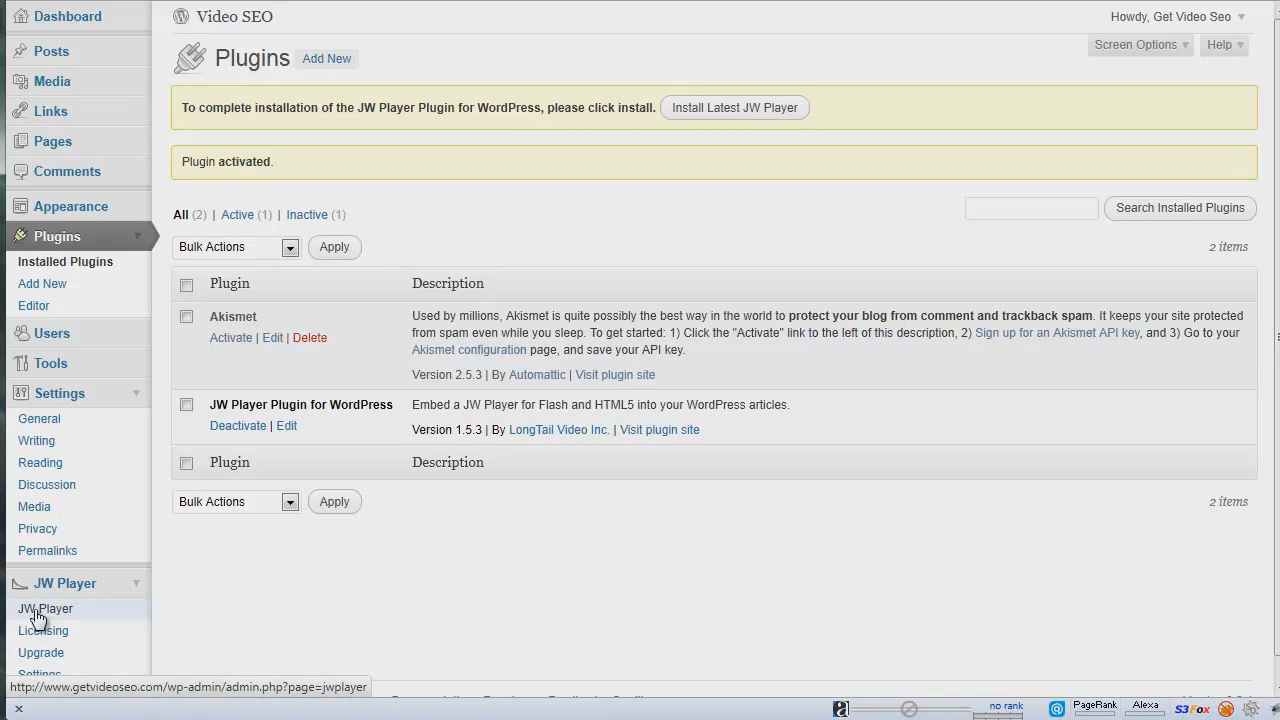 Dashboard
Posts
Media
Links
Pages
Comments
Appearance
Plugins
Installed Plugins
Add New
Editor
Users
Tools
Settings
General
Writing
Reading
Discussion
Media
Privacy
Permalinks
JW Player
JW Player
Licensing
Upgrade
Settings
Video SEO
Howdy, Get Video Seo
Plugins Add New
Screen Options
Help
To complete installation of the JW Player Plugin for WordPress, please click install. Install Latest JW Player
Plugin activated.
All (2) | Active (1) | Inactive (1)
Search Installed Plugins
Bulk Actions Apply
2 items
Plugin Description
Akismet
Activate | Edit | Delete
Used by millions, Akismet is quite possibly the best way in the world to protect your blog from comment and trackback spam. It keeps your site protected
from spam even while you sleep. To get started: 1) Click the "Activate" link to the left of this description, 2) Sign up for an Akismet API key, and 3) Go to your
Akismet configuration page, and save your API key.
Version 2.5.3 | By Automattic | Visit plugin site
JW Player Plugin for WordPress
Deactivate | Edit
Embed a JW Player for Flash and HTML5 into your WordPress articles.
Version 1.5.3 | By LongTail Video Inc. | Visit plugin site
Plugin Description
Bulk Actions Apply
2 items
http://www.getvideoseo.com/wp-admin/admin.php?page=jwplayer
no rank
PageRank
Alexa
S3Fox